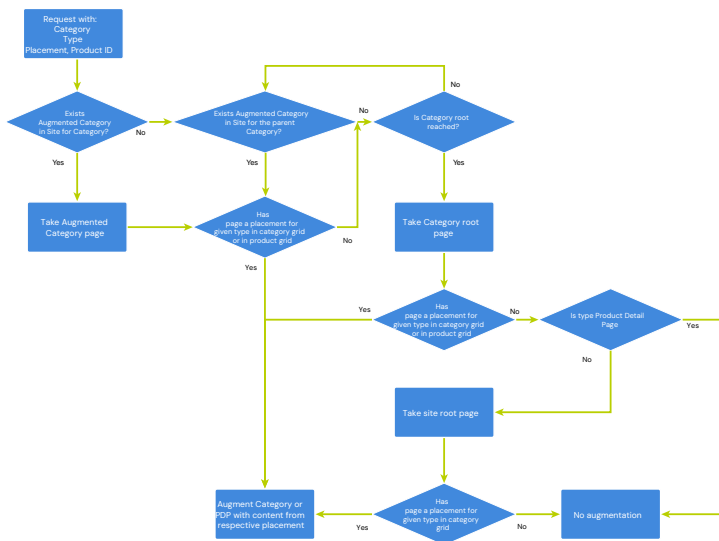 Request with:
Category
Type
Placement, Product ID
Exists
Augmented Category
in Site for Category?
No
Yes
Exists Augmented Category
in Site for the parent
Category?
No
Yes
Is Category root
reached?
No
Yes
Take Augmented
Category page
Has
page a placement for
given type in category grid
or in product grid
No
Yes
Take Category root
page
Has
page a placement for
given type in category grid
or in product grid
Yes
No
Is type Product Detail
Page
Yes
No
Take site root page
Augment Category or
PDP with content from
respective placement
Has
page a placement for
given type in category
grid
Yes
No
No augmentation